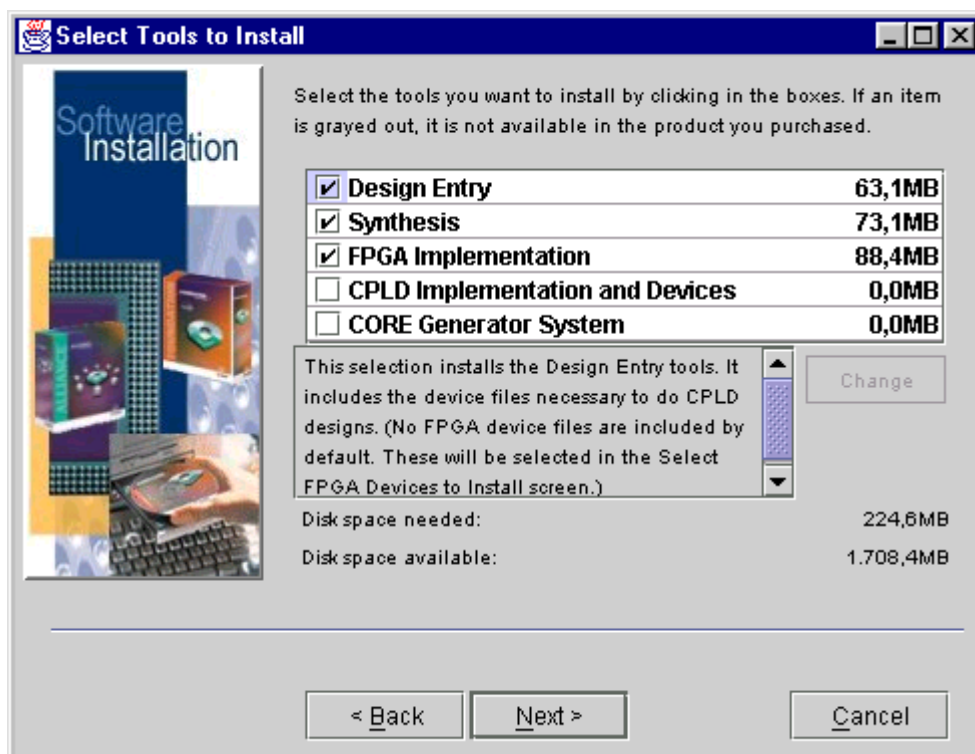 Select Tools to Install
Software
Installation
Select the tools you want to install by clicking in the boxes. If an item
is grayed out, it is not available in the product you purchased.
Design Entry 63,1MB
Synthesis 73,1MB
FPGA Implementation 88,4MB
CPLD Implementation and Devices 0,0MB
CORE Generator System 0,0MB
This selection installs the Design Entry tools. It
includes the device files necessary to do CPLD
designs. (No FPGA device files are included by
default. These will be selected in the Select
FPGA Devices to Install screen.)
Change
ALLIANCE
Disk space needed: 224,6MB
Disk space available: 1.708,4MB
< Back
Next >
Cancel